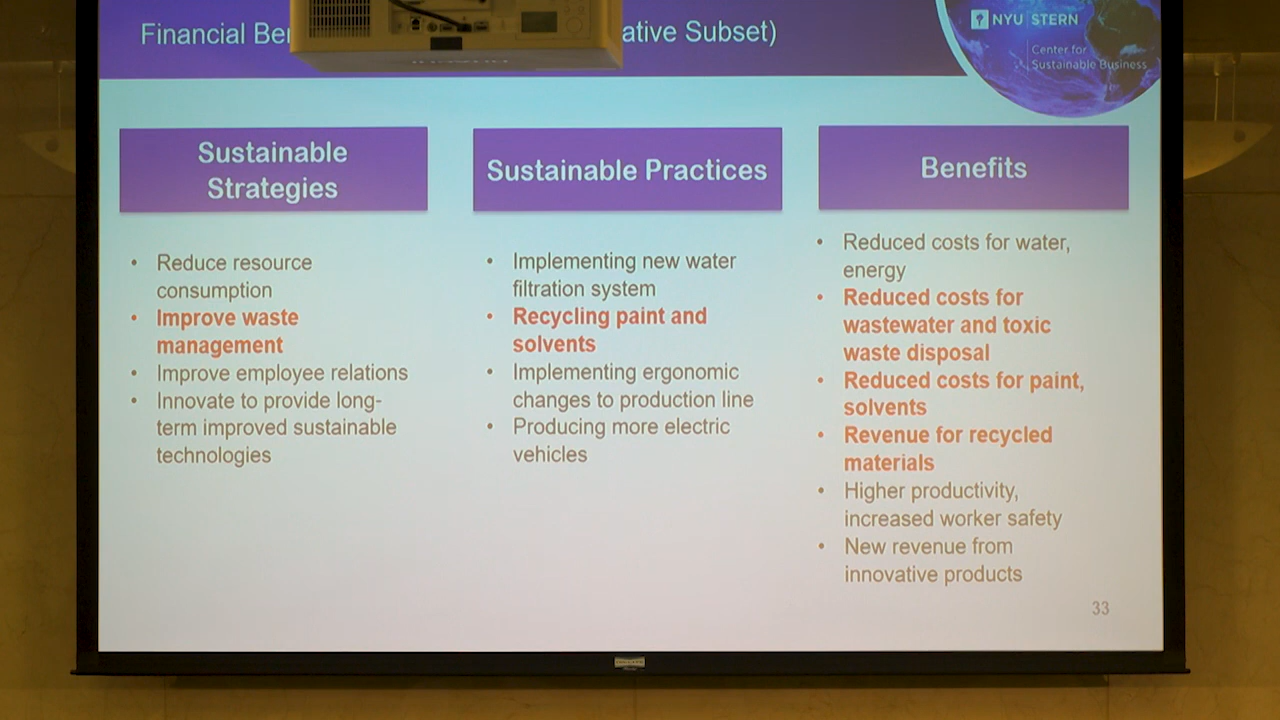 Financial
ative Subset)
NYU STERN
Center for
Sustainable Business
Sustainable
Strategies
Sustainable Practices
Benefits
• Reduce resource
consumption
• Improve waste
management
• Improve employee relations
• Innovate to provide long-
term improved sustainable
technologies
• Implementing new water
filtration system
• Recycling paint and
solvents
• Implementing ergonomic
changes to production line
• Producing more electric
vehicles
• Reduced costs for water,
energy
• Reduced costs for
wastewater and toxic
waste disposal
• Reduced costs for paint,
solvents
• Revenue for recycled
materials
• Higher productivity,
increased worker safety
• New revenue from
innovative products
33